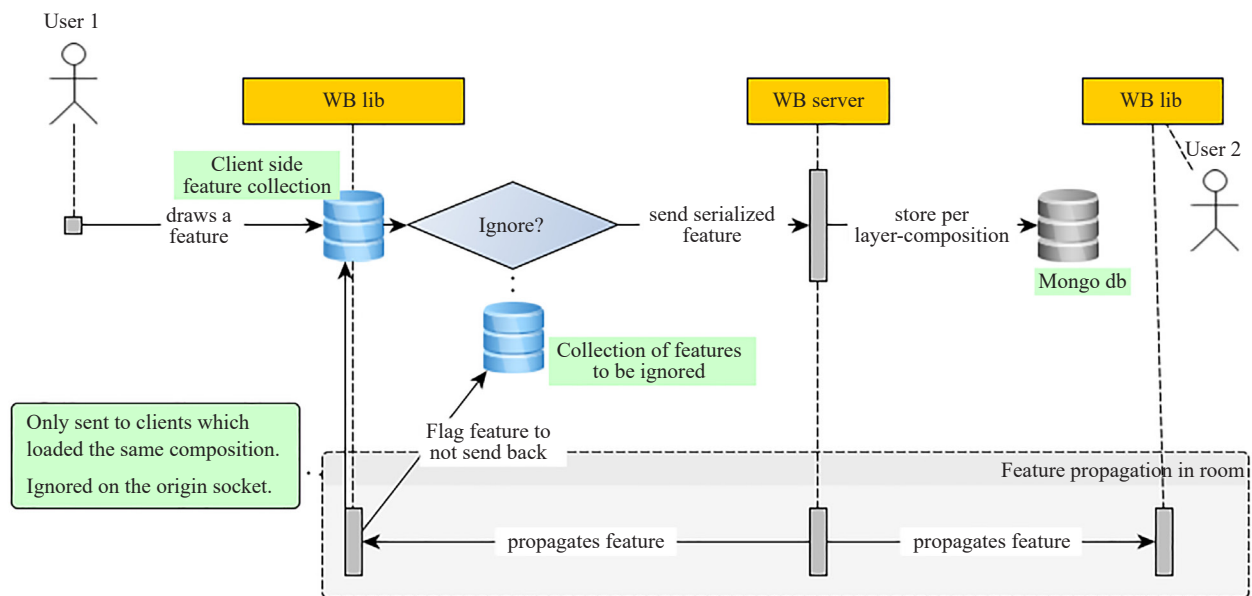 User 1
WB lib
WB server
WB lib
User 2
Client side
feature collection
draws a
feature
Ignore?
send serialized
feature
store per
layer-composition
Mongo db
Collection of features
to be ignored
Only sent to clients which
loaded the same composition.
Ignored on the origin socket.
Flag feature to
not send back
Feature propagation in room
propagates feature
propagates feature